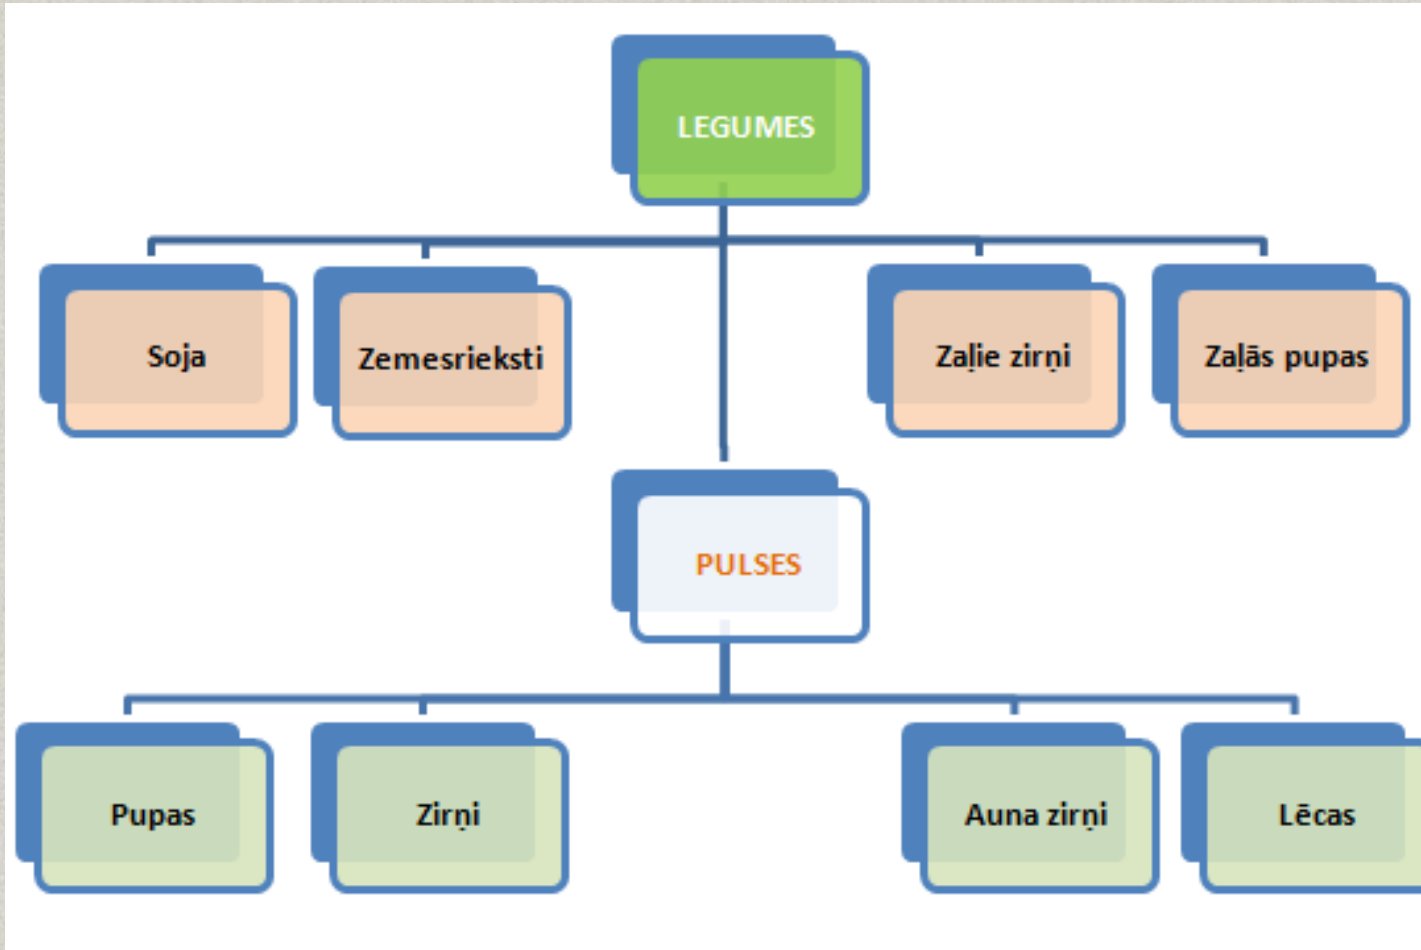 LEGUMES
Soja
Zemesrieksti
Zaļie zirņi
Zaļās pupas
PULSES
Pupas
Zirņi
Auna zirņi
Lēcas